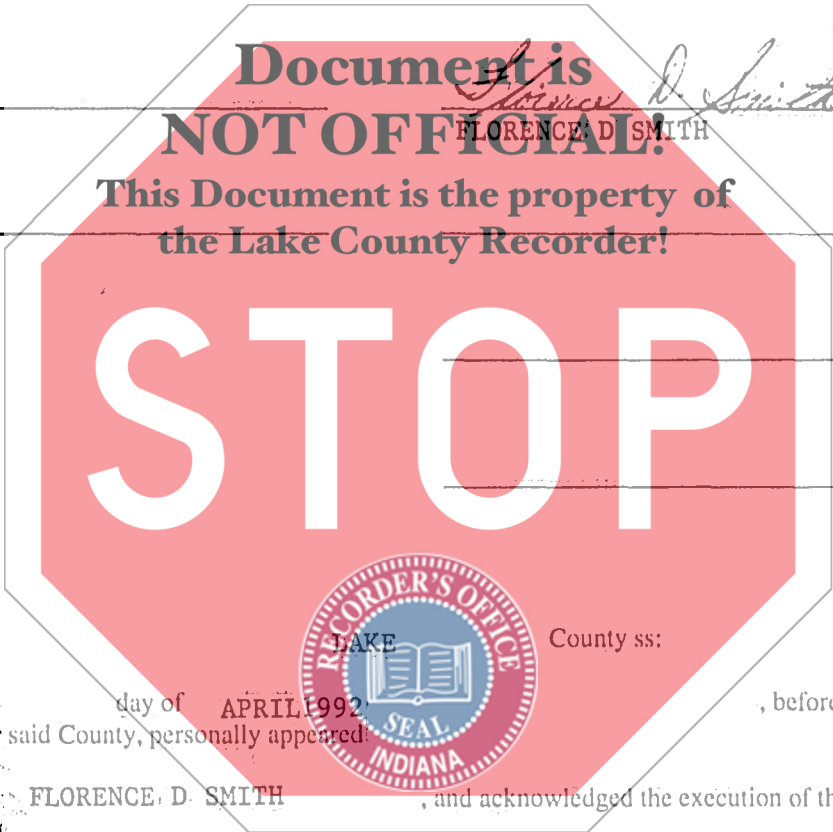 Document is
Florence D. Smith
NOT OFFICIAL!
FLORENCE D SMITH
This Document is the property of
the Lake County Recorder!
STOP
RECORDER'S OFFICE
LAKE County ss:
SEAL
INDIANA
day of APRIL 1992 , before
said County, personally appeared
FLORENCE D SMITH , and acknowledged the execution of th